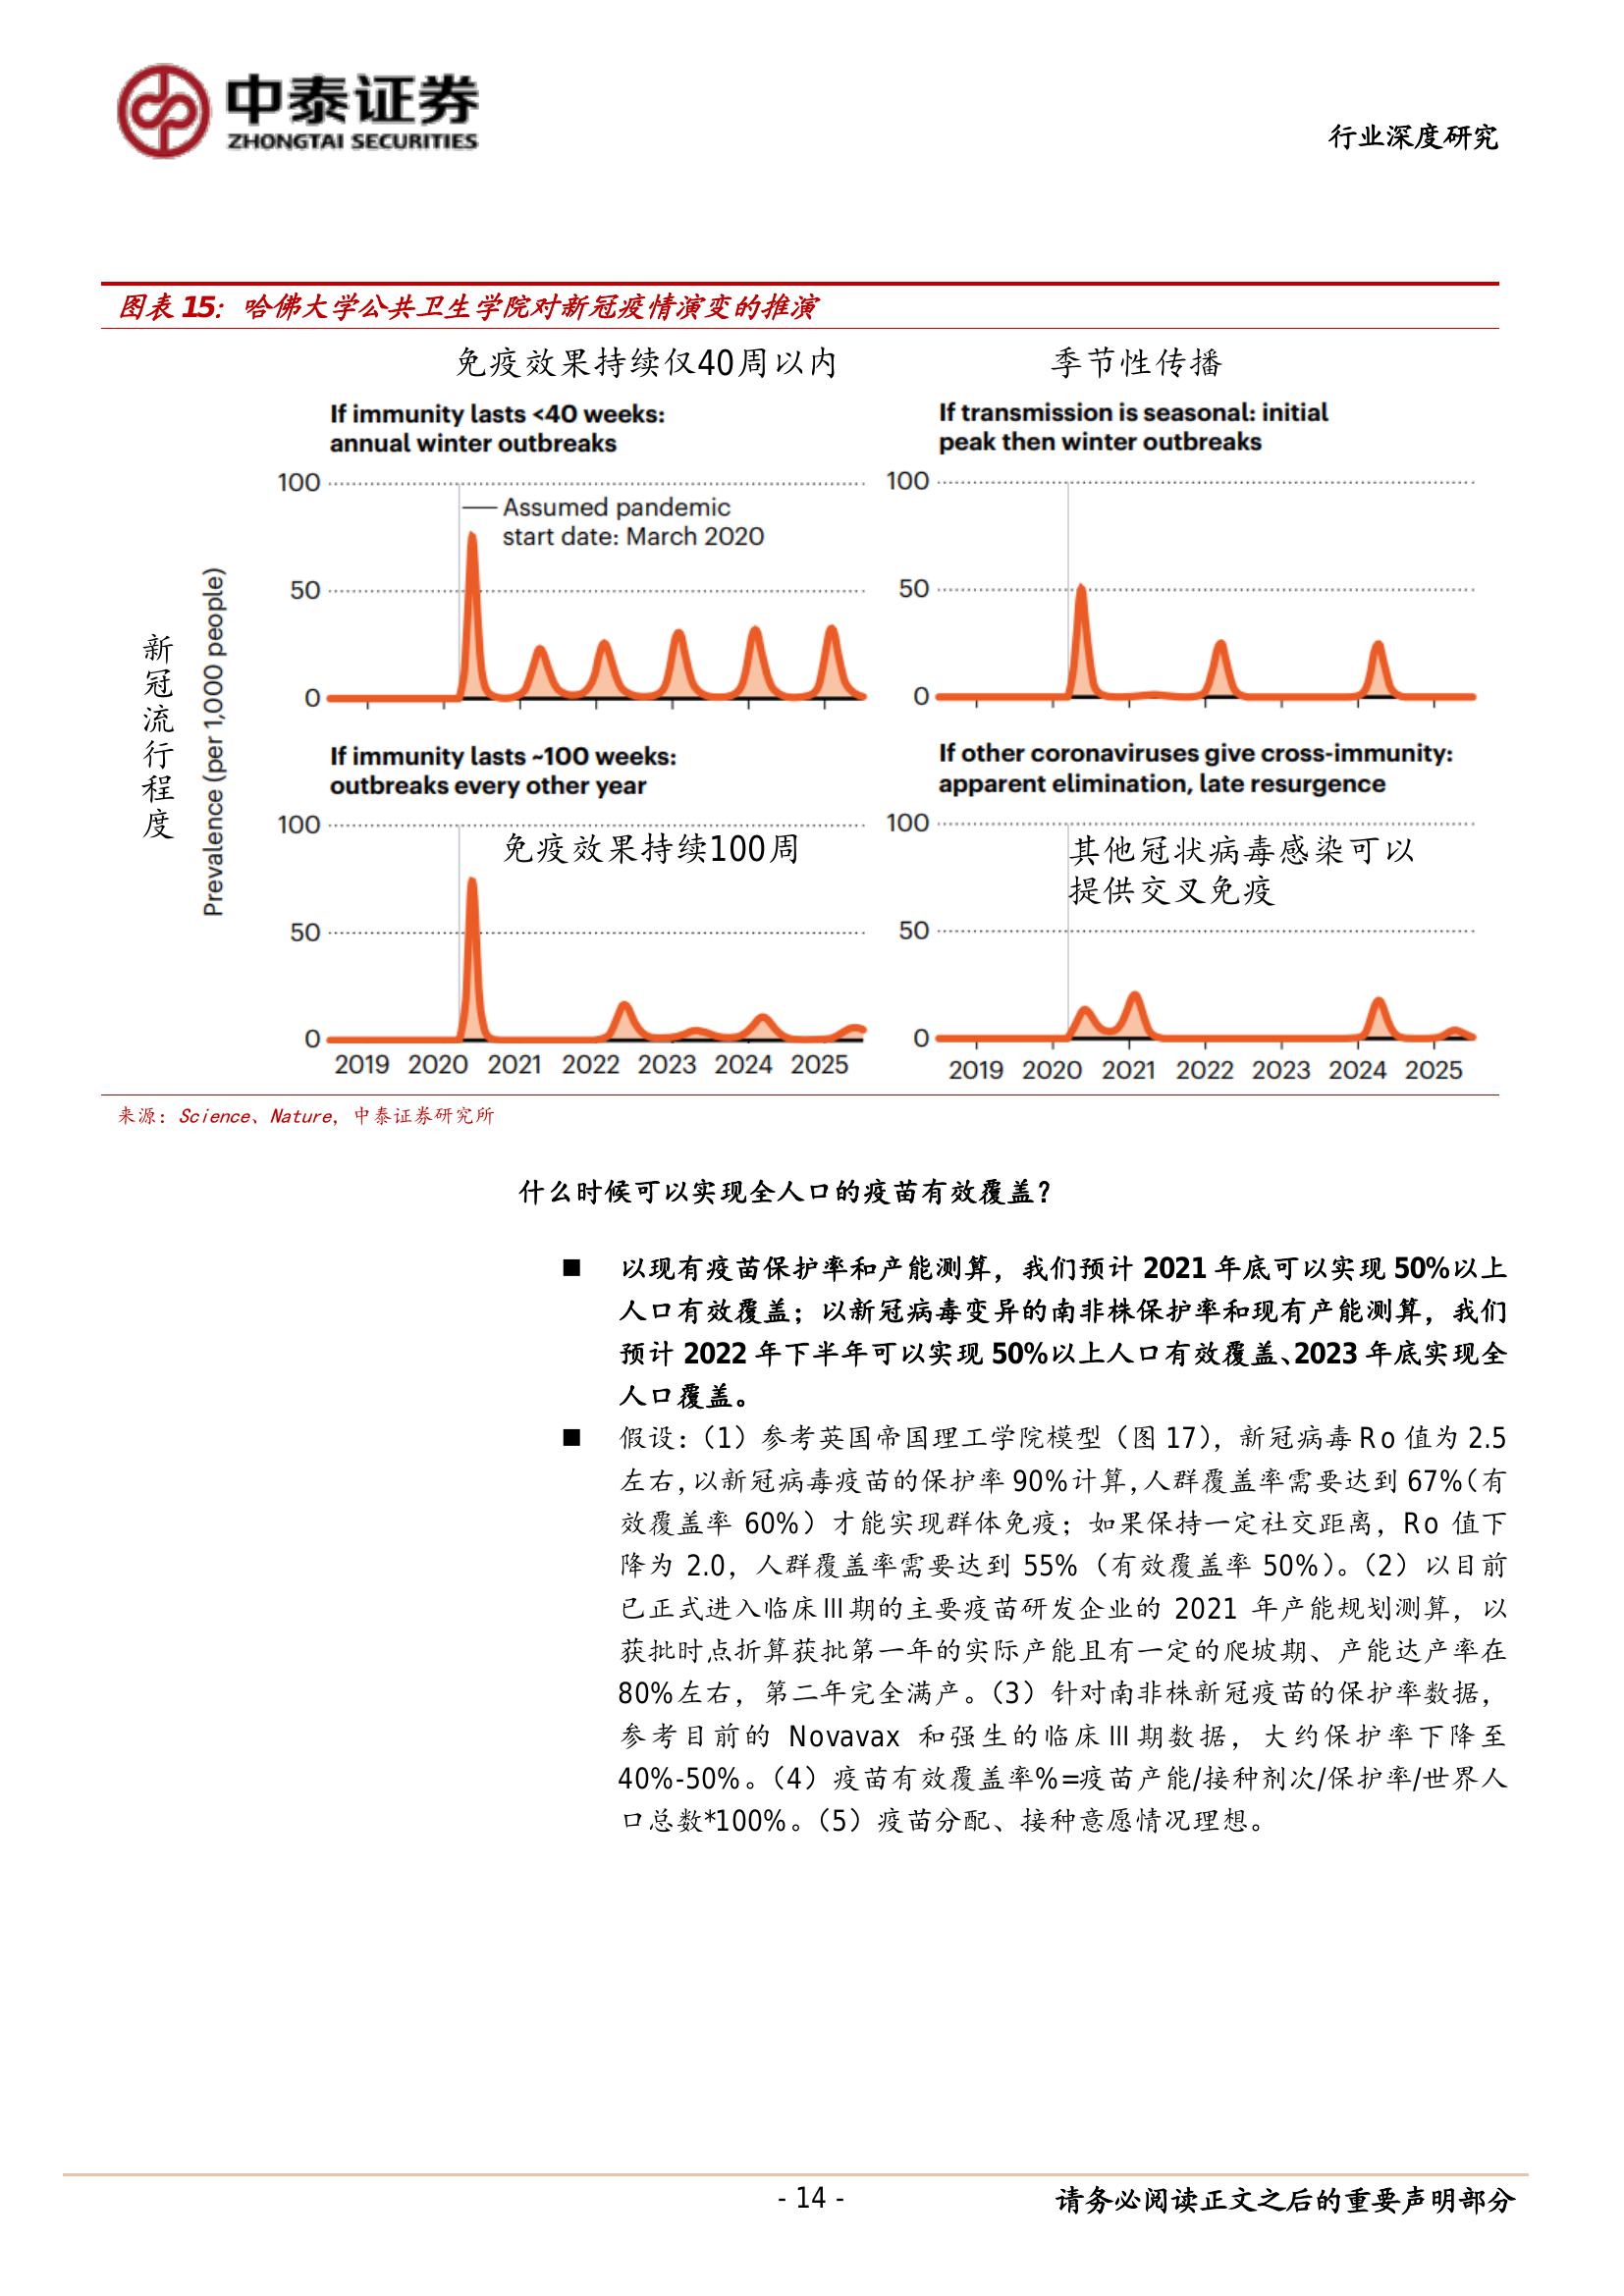 中泰证券
ZHONGTAI SECURITIES
行业深度研究
图表 15：哈佛大学公共卫生学院对新冠疫情演变的推演
免疫效果持续仅40周以内
季节性传播
If immunity lasts <40 weeks:
annual winter outbreaks
If transmission is seasonal: initial
peak then winter outbreaks
100
Assumed pandemic
start date: March 2020
50
0
100
50
0
新冠流行程度
Prevalence (per 1,000 people)
If immunity lasts ~100 weeks:
outbreaks every other year
If other coronaviruses give cross-immunity:
apparent elimination, late resurgence
100
免疫效果持续100周
50
0
2019 2020 2021 2022 2023 2024 2025
100
其他冠状病毒感染可以
提供交叉免疫
50
0
2019 2020 2021 2022 2023 2024 2025
来源：Science、Nature，中泰证券研究所
什么时候可以实现全人口的疫苗有效覆盖？
■ 以现有疫苗保护率和产能测算，我们预计 2021 年底可以实现 50%以上
人口有效覆盖；以新冠病毒变异的南非株保护率和现有产能测算，我们
预计 2022 年下半年可以实现 50%以上人口有效覆盖、2023 年底实现全
人口覆盖。
■ 假设：（1）参考英国帝国理工学院模型（图 17），新冠病毒 Ro 值为 2.5
左右，以新冠病毒疫苗的保护率 90%计算，人群覆盖率需要达到 67%（有
效覆盖率 60%）才能实现群体免疫；如果保持一定社交距离，Ro 值下
降为 2.0，人群覆盖率需要达到 55%（有效覆盖率 50%）。（2）以目前
已正式进入临床Ⅲ期的主要疫苗研发企业的 2021 年产能规划测算，以
获批时点折算获批第一年的实际产能且有一定的爬坡期、产能达产率在
80%左右，第二年完全满产。（3）针对南非株新冠疫苗的保护率数据，
参考目前的 Novavax 和强生的临床Ⅲ期数据，大约保护率下降至
40%-50%。（4）疫苗有效覆盖率%=疫苗产能/接种剂次/保护率/世界人
口总数*100%。（5）疫苗分配、接种意愿情况理想。
- 14 -
请务必阅读正文之后的重要声明部分